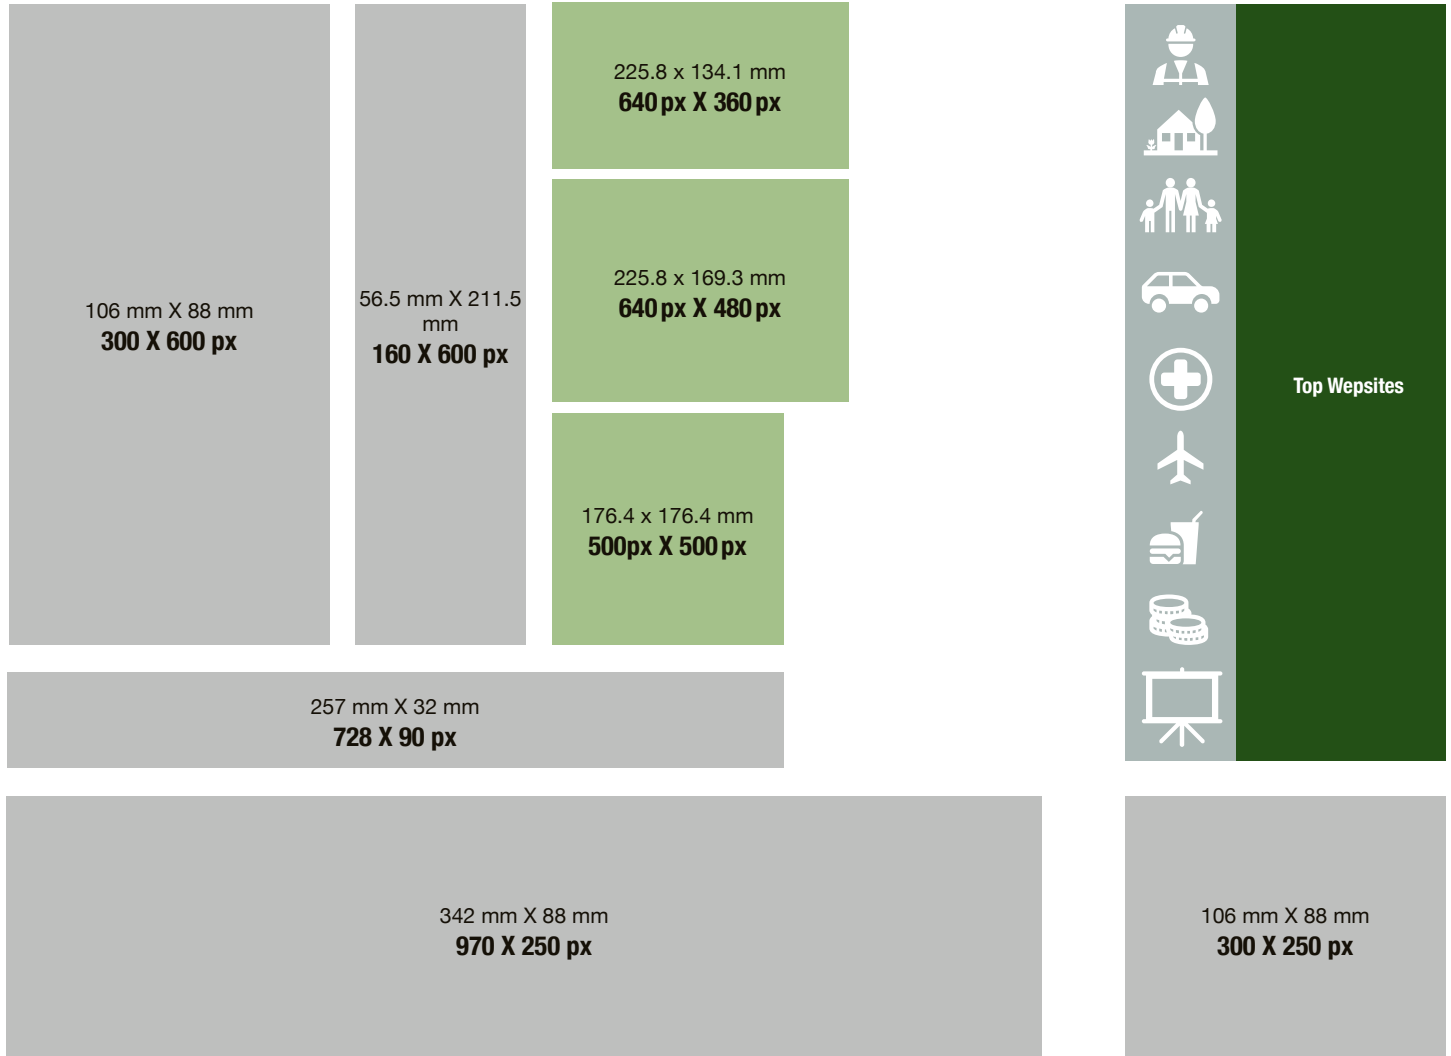 106 mm X 88 mm
300 X 600 px
56.5 mm X 211.5
mm
160 X 600 px
225.8 x 134.1 mm
640 px X 360 px
225.8 x 169.3 mm
640 px X 480 px
176.4 x 176.4 mm
500px X 500 px
Top Wepsites
257 mm X 32 mm
728 X 90 px
342 mm X 88 mm
970 X 250 px
106 mm X 88 mm
300 X 250 px